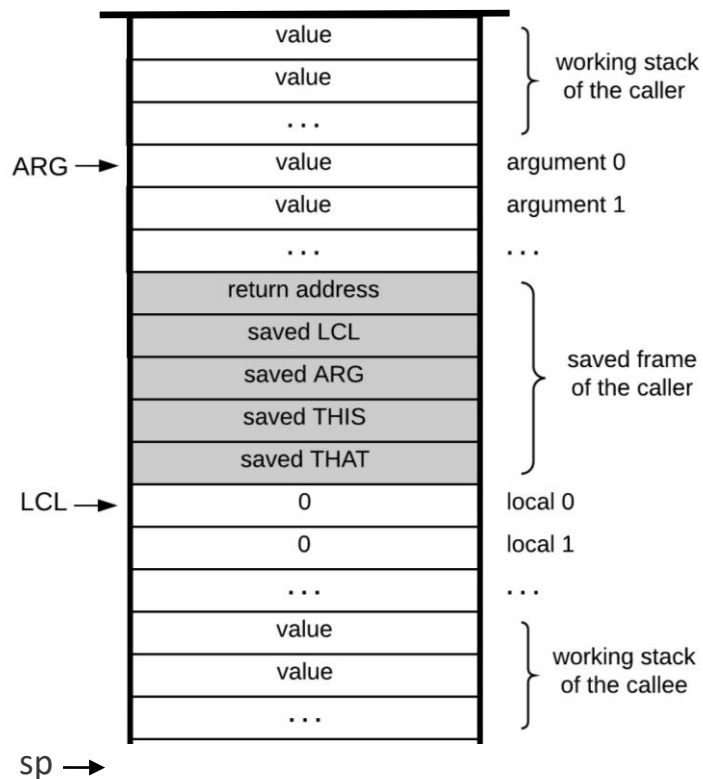 value
value
working stack
of the caller
...
ARG
value
argument 0
value
argument 1
...
...
return address
saved LCL
saved ARG
saved frame
of the caller
saved THIS
saved THAT
LCL
0
local 0
0
local 1
...
...
value
value
working stack
of the callee
...
sp